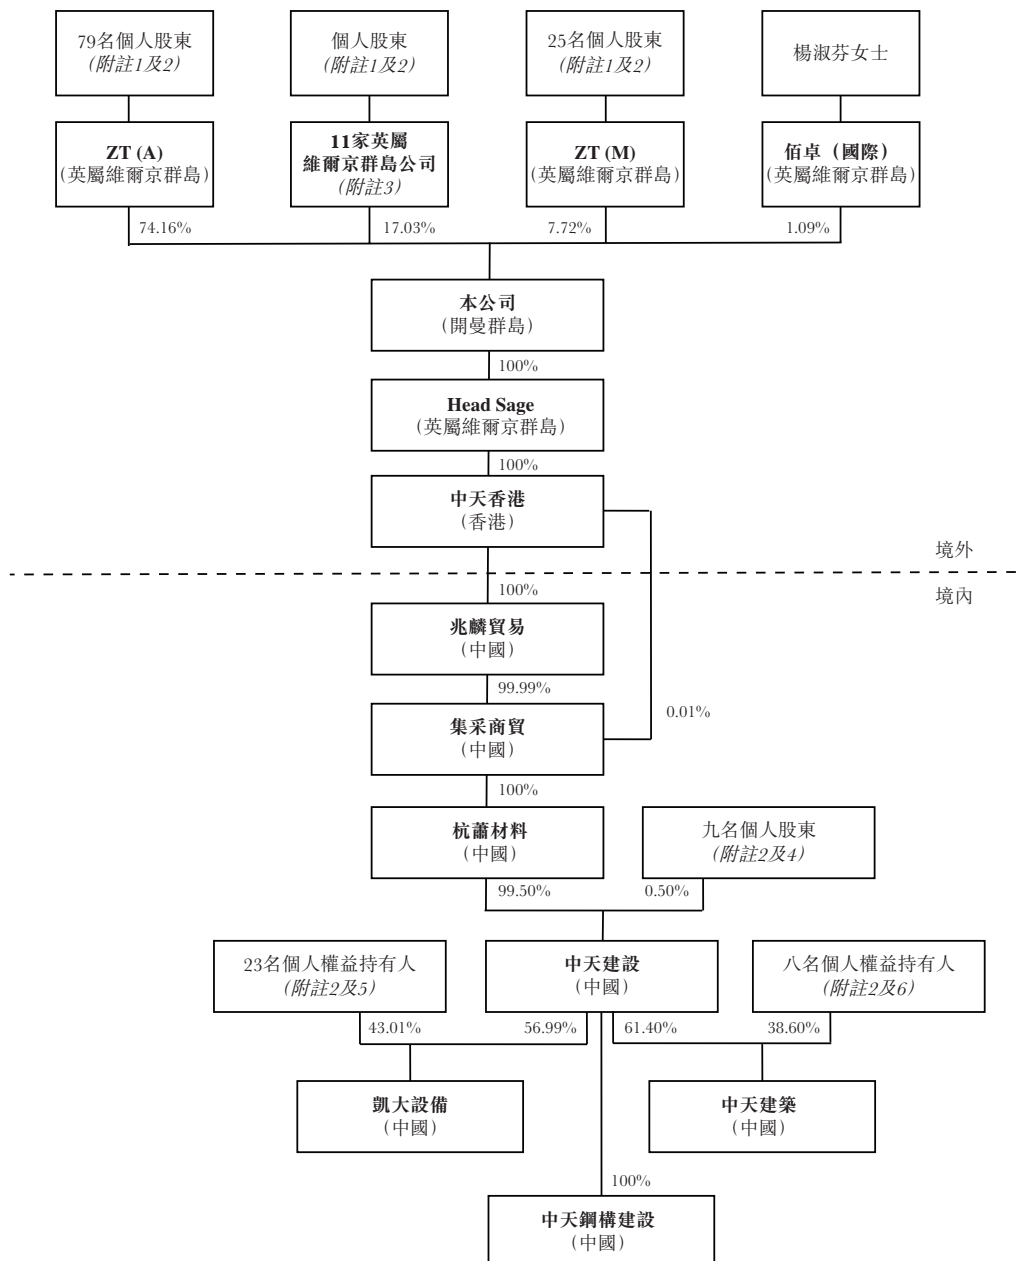 79名個人股東
(附註1及2)
個人股東
(附註1及2)
25名個人股東
(附註1及2)
楊淑芬女士
ZT (A)
(英屬維爾京群島)
11家英屬
維爾京群島公司
(附註3)
ZT (M)
(英屬維爾京群島)
佰卓（國際）
(英屬維爾京群島)
74.16%
17.03%
7.72%
1.09%
本公司
(開曼群島)
100%
Head Sage
(英屬維爾京群島)
100%
中天香港
(香港)
境外
100%
境內
兆麟貿易
(中國)
99.99%
0.01%
集采商貿
(中國)
100%
杭蕭材料
(中國)
九名個人股東
(附註2及4)
99.50%
0.50%
23名個人權益持有人
(附註2及5)
中天建設
(中國)
八名個人權益持有人
(附註2及6)
43.01%
56.99%
61.40%
38.60%
凱大設備
(中國)
中天建築
(中國)
100%
中天鋼構建設
(中國)